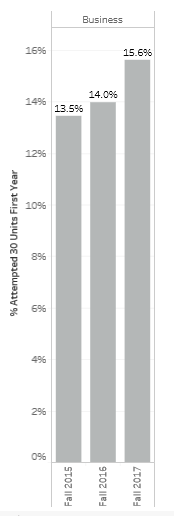 Business
% Attempted 30 Units First Year
16%
14%
12%
10%
8%
6%
4%
2%
0%
13.5%
14.0%
15.6%
Fall 2015
Fall 2016
Fall 2017